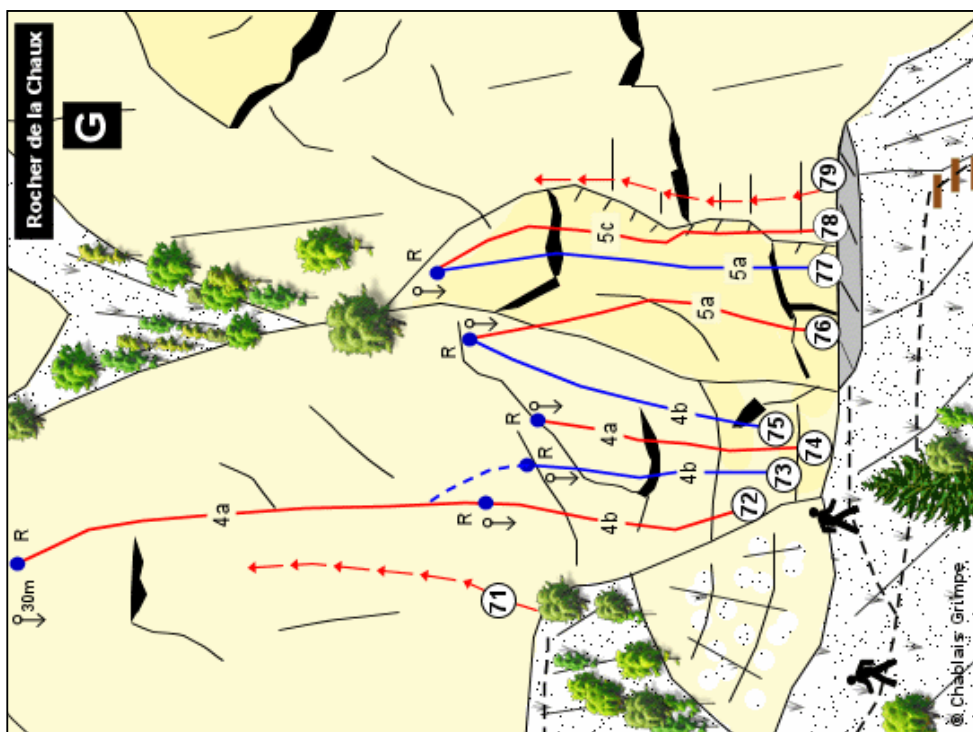 Rocher de la Chaux
G
R
30m
4a
R
4b
R
4b
R
4a
R
4b
5a
R
5a
5c
71
72
73
74
75
76
77
78
79
© Chablais Grimpe